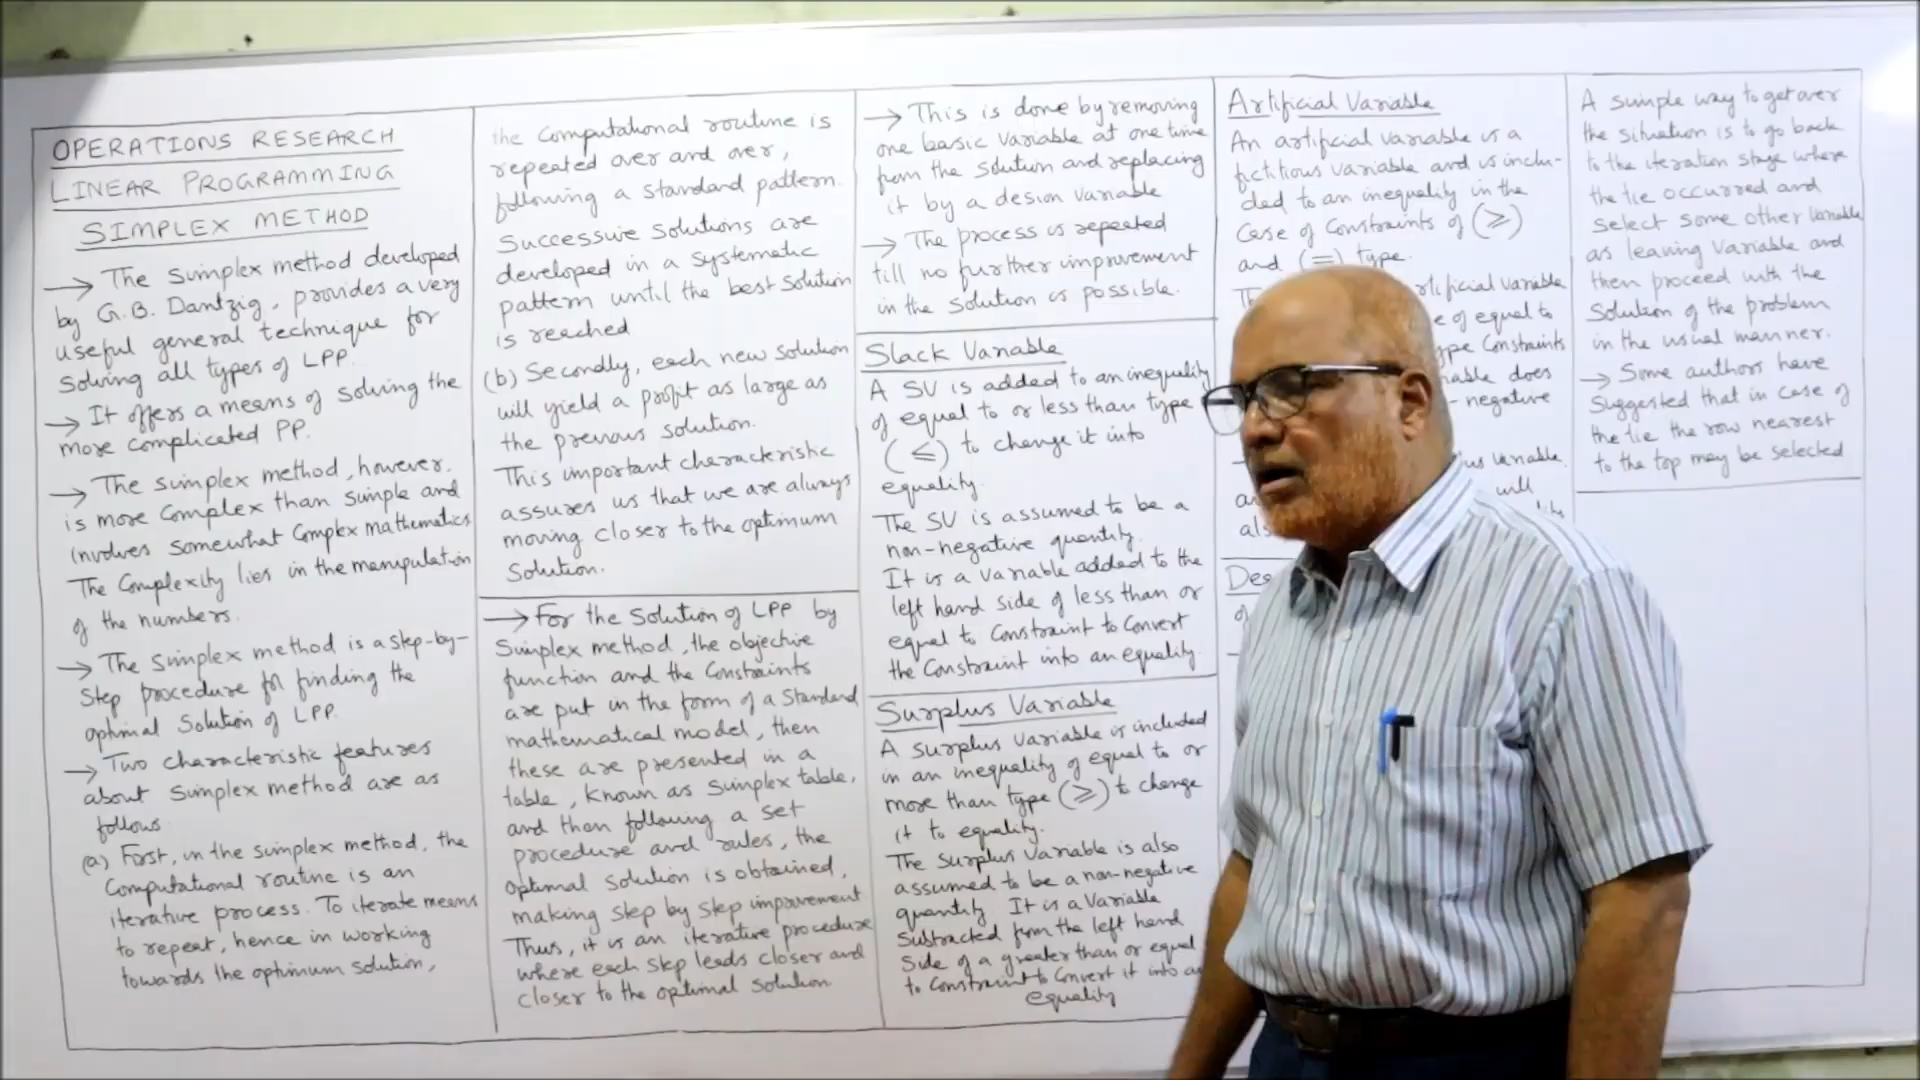 OPERATIONS RESEARCH
LINEAR PROGRAMMING
SIMPLEX METHOD
→ The simplex method developed
by G.B. Dantzig, provides a very
useful general technique for
solving all types of LPP.
→ It offers a means of solving the
more complicated PP.
→ The simplex method, however,
is more complex than simple and
involves somewhat complex mathematics
The complexity lies in the manipulation
of the numbers.
→ The simplex method is a step-by-
step procedure for finding the
optimal solution of LPP.
→ Two characteristic features
about simplex method are as
follows
(a) First, in the simplex method, the
computational routine is an
iterative process. To iterate means
to repeat, hence in working
towards the optimum solution,
the computational routine is
repeated over and over,
following a standard pattern.
Successive solutions are
developed in a systematic
pattern until the best solution
is reached
(b) Secondly, each new solution
will yield a profit as large as
the previous solution.
This important characteristic
assures us that we are always
moving closer to the optimum
solution.
→ For the solution of LPP by
simplex method, the objective
function and the constraints
are put in the form of a standard
mathematical model, then
these are presented in a
table, known as simplex table,
and then following a set
procedure and rules, the
optimal solution is obtained,
making step by step improvement
Thus, it is an iterative procedure
where each step leads closer and
closer to the optimal solution
→ This is done by removing
one basic variable at one time
from the solution and replacing
it by a desion variable
→ The process is repeated
till no further improvement
in the solution is possible.
Slack Variable
A SV is added to an inequality
of equal to or less than type
(≤) to change it into
equality.
The SV is assumed to be a
non-negative quantity.
It is a variable added to the
left hand side of less than or
equal to constraint to convert
the constraint into an equality.
Surplus Variable
A surplus variable is included
in an inequality of equal to or
more than type (≥) to change
it to equality.
The surplus variable is also
assumed to be a non-negative
quantity. It is a variable
substracted from the left hand
side of a greater than or equal
to constraint to convert it into an
equality
Artificial Variable
An artificial variable is a
fictitious variable and is inclu-
ded to an inequality in the
case of constraints of (≥)
and (=) type.
variable
of equal to
constraints
does
negative
variable
will
of
A simple way to get over
the situation is to go back
to the iteration stage where
the tie occurred and
select some other variable
as leaving variable and
then proceed with the
solution of the problem
in the usual manner.
→ Some authors have
suggested that in case of
the tie the row nearest
to the top may be selected